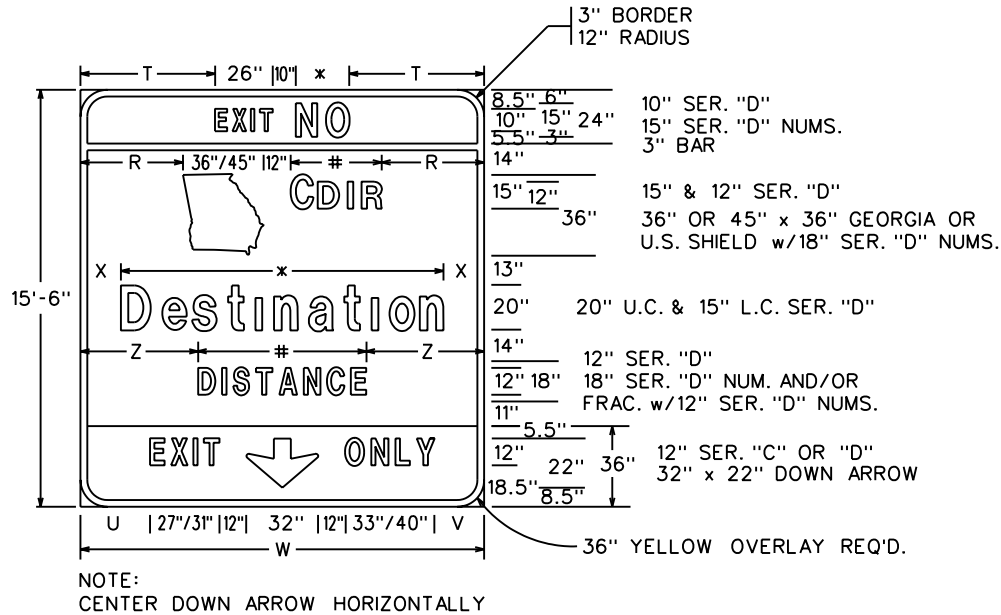 3" BORDER
12" RADIUS
T 26" 10" * T
EXIT NO
8.5" 6"
10" 15" 24"
5.5" 3"
10" SER. "D"
15" SER. "D" NUMS.
3" BAR
R 36"/45" 12" # R
14"
CDIR
15" 12"
36"
15" & 12" SER. "D"
36" OR 45" x 36" GEORGIA OR
U.S. SHIELD w/18" SER. "D" NUMS.
X * X
13"
15'-6"
Destination
20"
20" U.C. & 15" L.C. SER. "D"
Z # Z
14"
DISTANCE
12" 18"
12" SER. "D"
18" SER. "D" NUM. AND/OR
FRAC. w/12" SER. "D" NUMS.
11"
5.5"
EXIT ONLY
12"
22" 36"
18.5"
8.5"
12" SER. "C" OR "D"
32" x 22" DOWN ARROW
U 27"/31" 12" 32" 12" 33"/40" V
W
36" YELLOW OVERLAY REQ'D.
NOTE:
CENTER DOWN ARROW HORIZONTALLY